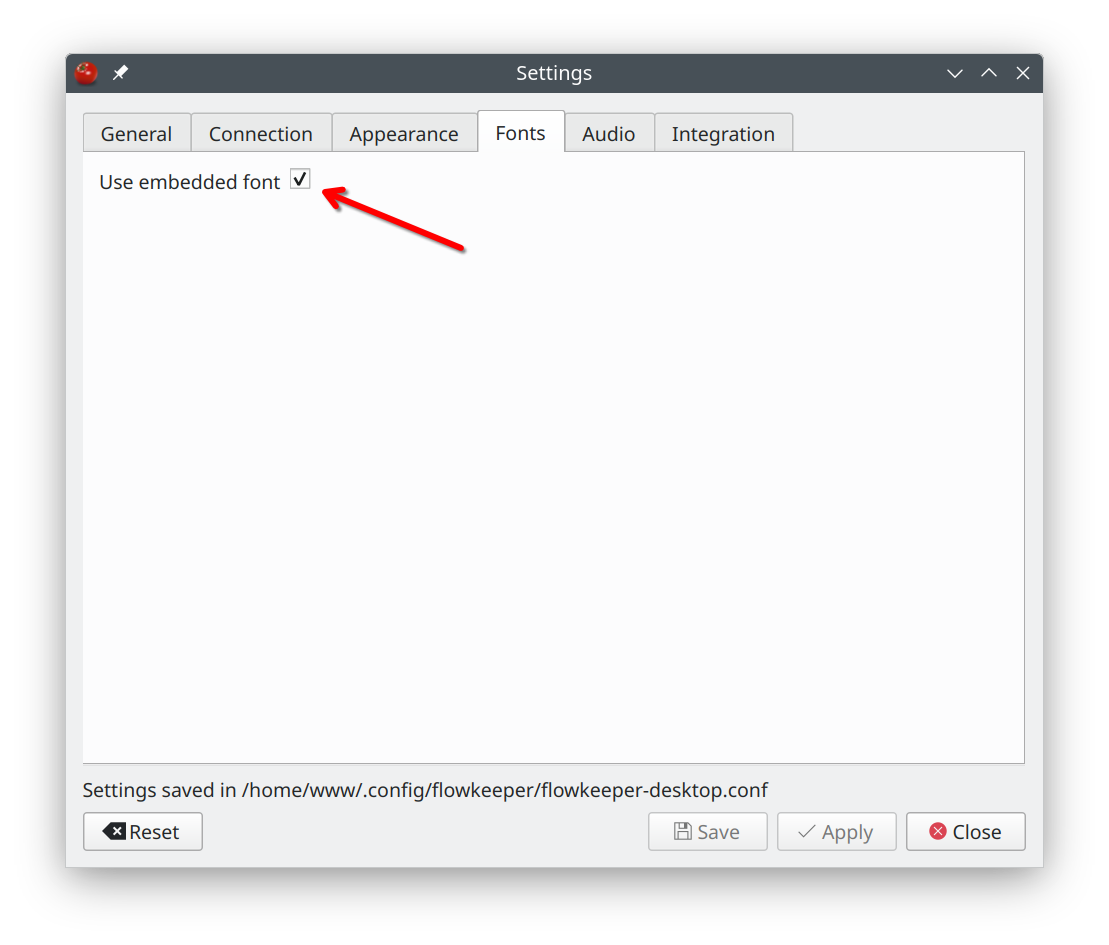 Settings
General Connection Appearance Fonts Audio Integration
Use embedded font
Settings saved in /home/www/.config/flowkeeper/flowkeeper-desktop.conf
Reset Save Apply Close